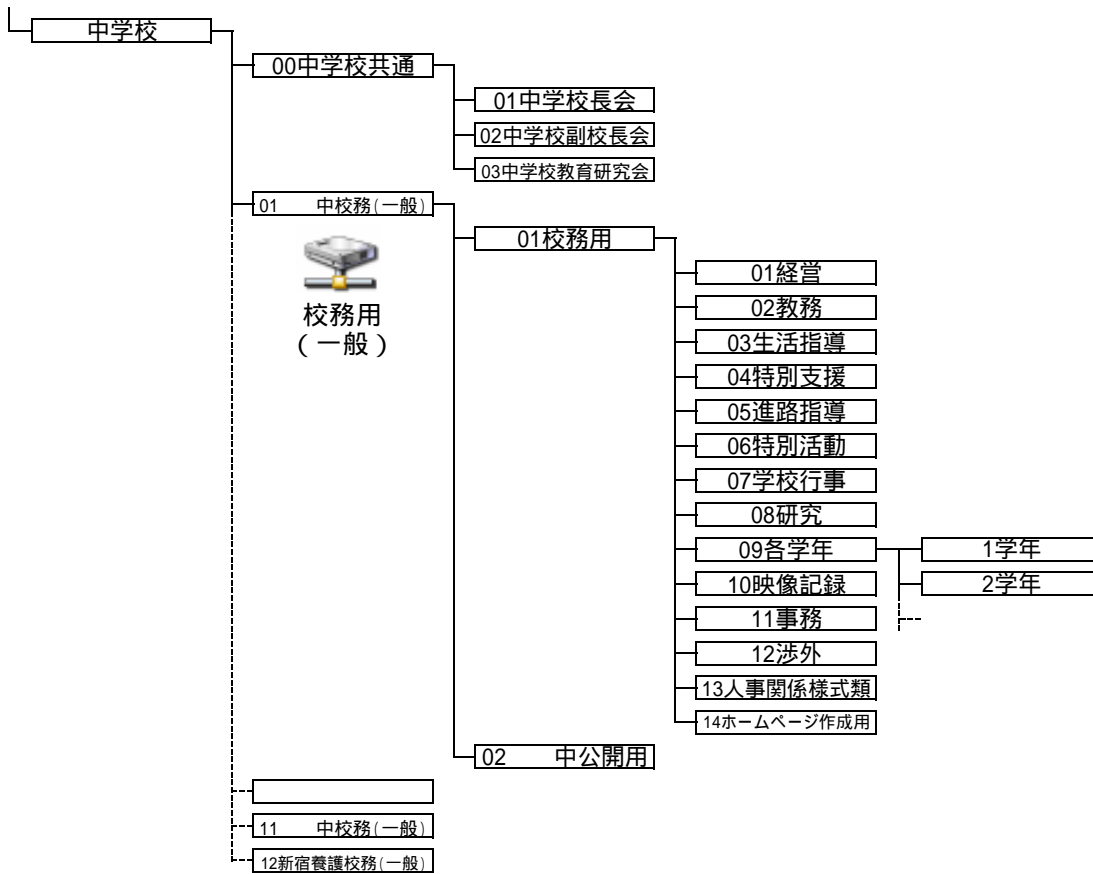 中学校
00中学校共通
01中学校長会
02中学校副校長会
03中学校教育研究会
01　　中校務(一般)
校務用
(一般)
01校務用
01経営
02教務
03生活指導
04特別支援
05進路指導
06特別活動
07学校行事
08研究
09各学年
1学年
2学年
10映像記録
11事務
12渉外
13人事関係様式類
14ホームページ作成用
02　　中公開用
11　　中校務(一般)
12新宿養護校務(一般)